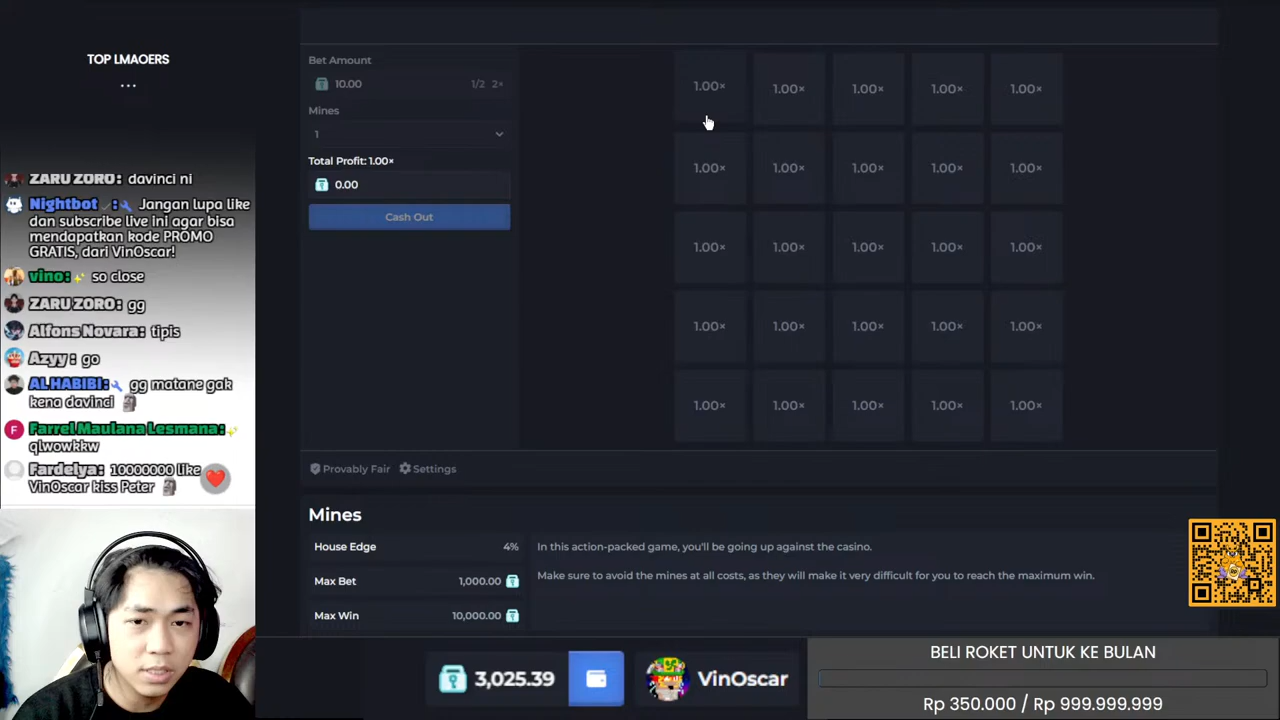 TOP LMAOERS
...
ZARU ZORO: davinci ni
Nightbot : Jangan lupa like
dan subscribe live ini agar bisa
mendapatkan kode PROMO
GRATIS, dari VinOscar!
vino: so close
ZARU ZORO: gg
Alfons Novara: tipis
Azyy : go
AL HABIBI: gg matane gak
kena davinci
F Farrel Maulana Lesmana:
qlwowkkw
Fardelya: 10000000 like
VinOscar kiss Peter
Bet Amount
10.00 1/2 2×
Mines
1
Total Profit: 1.00×
0.00
Cash Out
1.00× 1.00× 1.00× 1.00× 1.00×
1.00× 1.00× 1.00× 1.00× 1.00×
1.00× 1.00× 1.00× 1.00× 1.00×
1.00× 1.00× 1.00× 1.00× 1.00×
1.00× 1.00× 1.00× 1.00× 1.00×
Provably Fair Settings
Mines
House Edge 4%
Max Bet 1,000.00
Max Win 10,000.00
In this action-packed game, you'll be going up against the casino.
Make sure to avoid the mines at all costs, as they will make it very difficult for you to reach the maximum win.
3,025.39
VinOscar
BELI ROKET UNTUK KE BULAN
Rp 350.000 / Rp 999.999.999